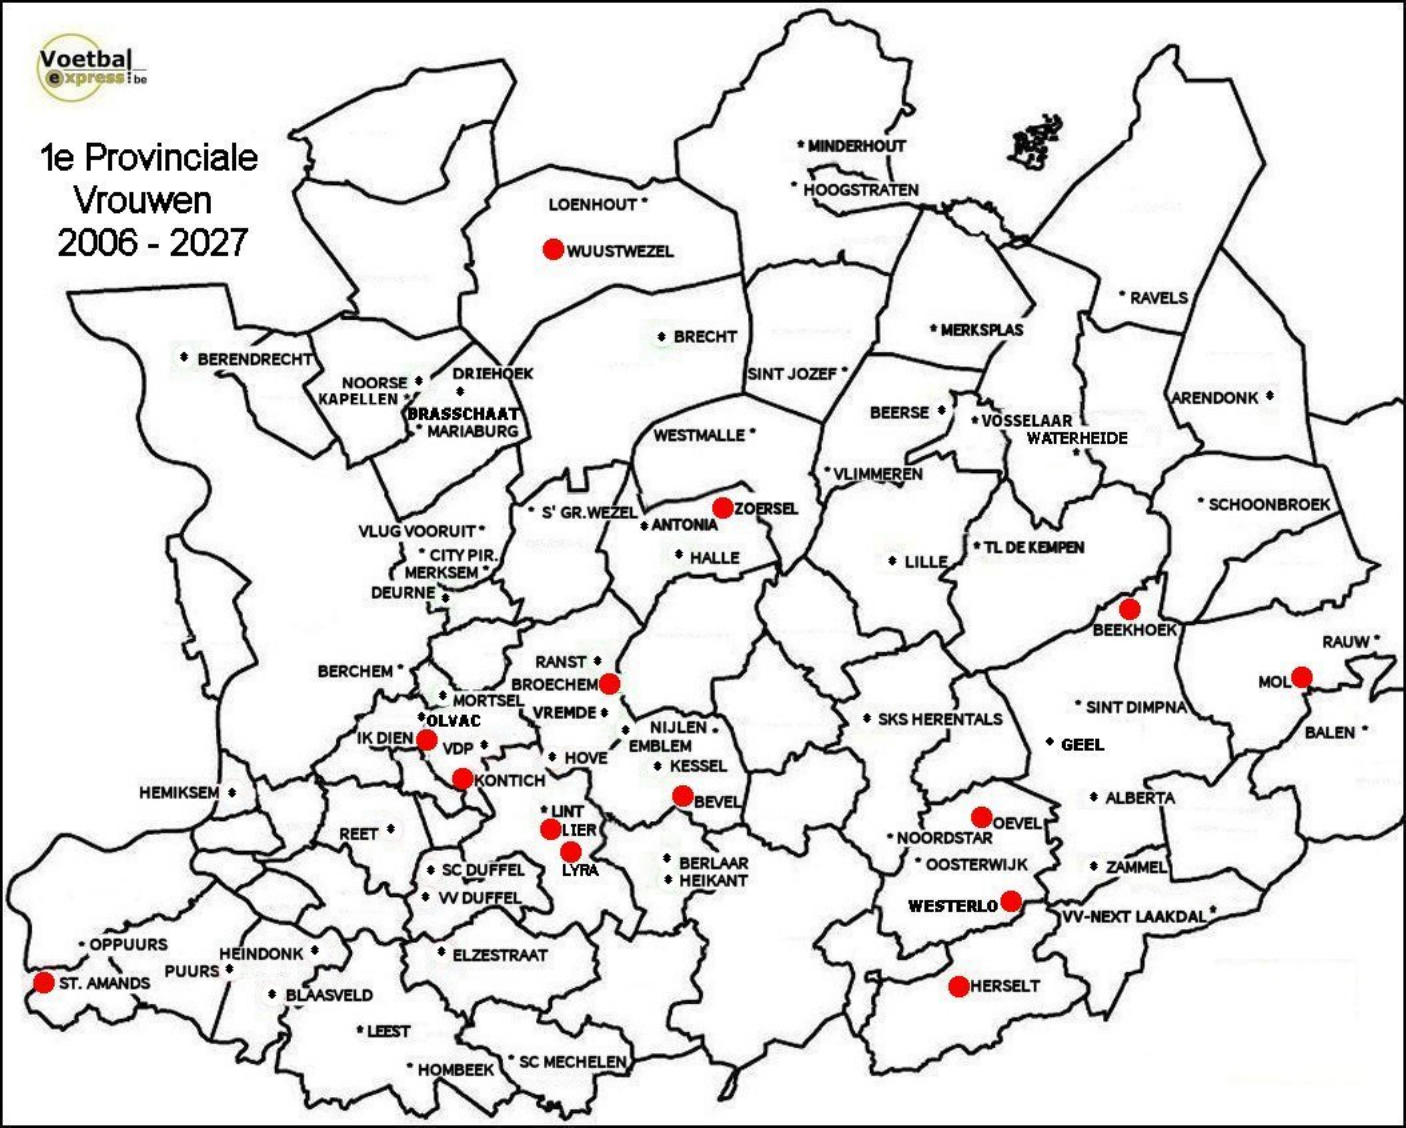 Voetbal
express.be
1e Provinciale
Vrouwen
2006 - 2027
* MINDERHOUT
* HOOGSTRATEN
LOENHOUT *
WUUSTWEZEL
* RAVELS
* MERKSPLAS
BRECHT
BERENDRECHT
DRIEHOEK
SINT JOZEF *
NOORSE
KAPELLEN *
ARENDONK
BRASSCHAAT
* MARIABURG
BEERSE
* VOSSELAAR
WATERHEIDE
*
WESTMALLE *
* VLIMMEREN
* SCHOONBROEK
* S' GR.WEZEL
ZOERSEL
ANTONIA
VLUG VOORUIT *
* CITY PIR.
MERKSEM *
HALLE
LILLE
* TL DE KEMPEN
DEURNE
BEEKHOEK
RAUW *
RANST
BERCHEM *
BROECHEM
MOL
MORTSEL
VREMDE
* SINT DIMPNA
OLVAC
SKS HERENTALS
NIJLEN *
BALEN *
IK DIEN
VDP
EMBLEM
GEEL
HOVE
KESSEL
KONTICH
HEMIKSEM
BEVEL
ALBERTA
* LINT
OEVEL
REET
LIER
* NOORDSTAR
BERLAAR
* OOSTERWIJK
ZAMMEL
SC DUFFEL
LYRA
HEIKANT
VV DUFFEL
WESTERLO
VV-NEXT LAAKDAL *
* OPPUURS
HEINDONK
ELZESTRAAT
PUURS
ST. AMANDS
HERSELT
BLAASVELD
* LEEST
* HOMBEEK
* SC MECHELEN